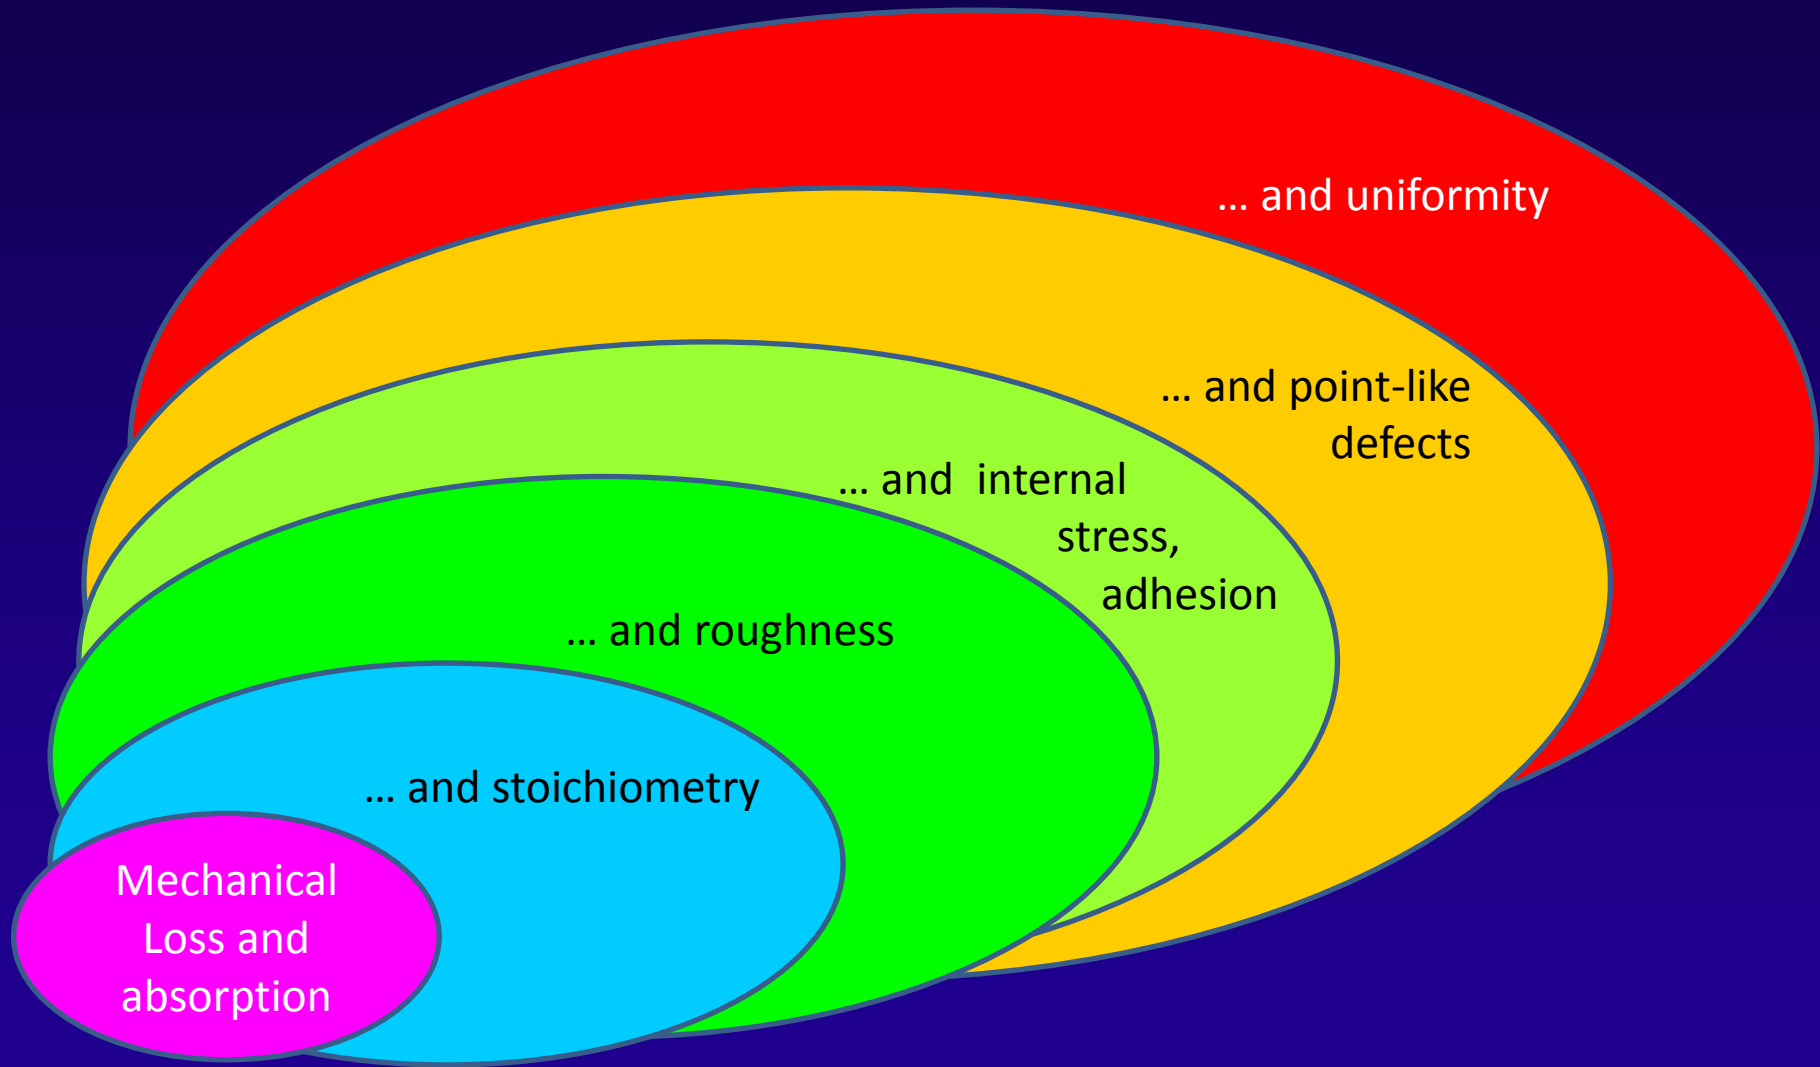 … and uniformity
… and point-like
defects
… and  internal
stress,
adhesion
… and roughness
… and stoichiometry
Mechanical
Loss and
absorption